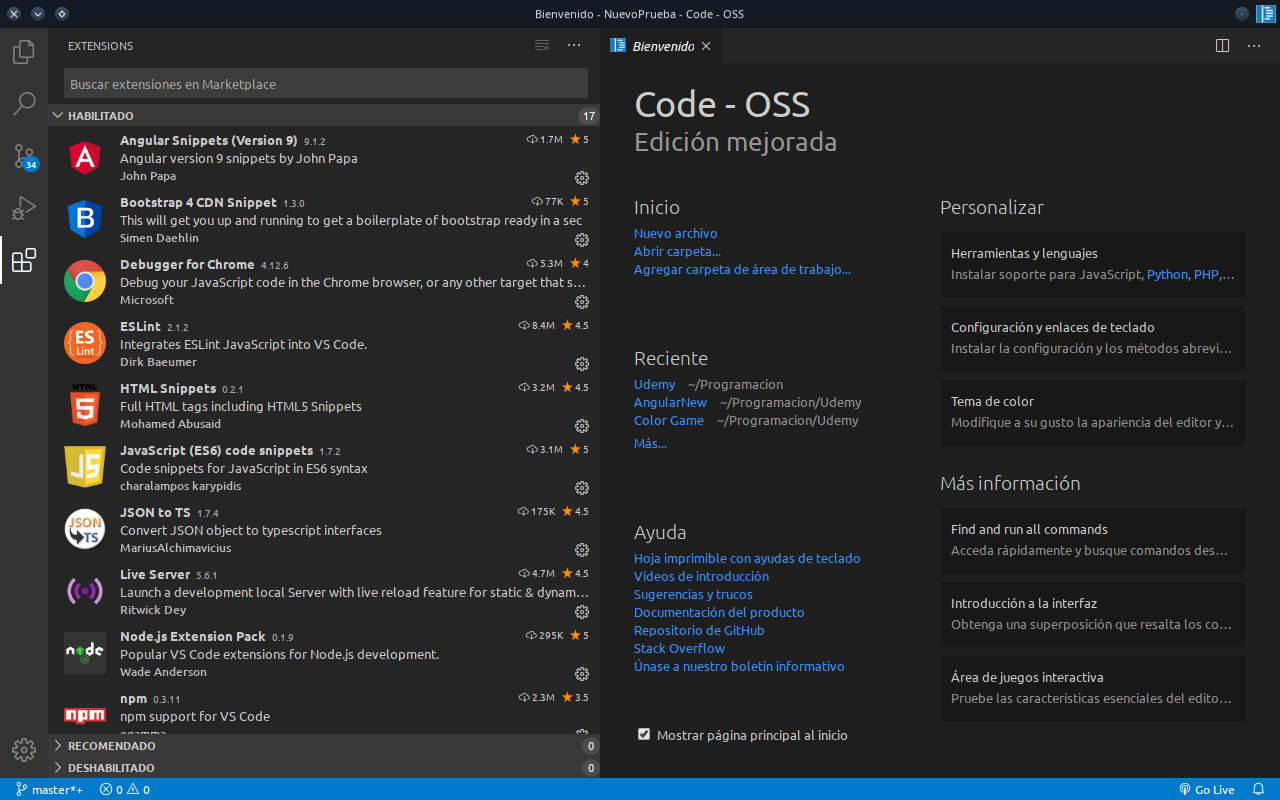 Bienvenido - NuevoPrueba - Code - OSS
EXTENSIONS
Buscar extensiones en Marketplace
HABILITADO 17
Angular Snippets (Version 9) 9.1.2 1.7M 5
Angular version 9 snippets by John Papa
John Papa
Bootstrap 4 CDN Snippet 1.3.0 77K 5
This will get you up and running to get a boilerplate of bootstrap ready in a sec
Simen Daehlin
Debugger for Chrome 4.12.6 5.3M 4
Debug your JavaScript code in the Chrome browser, or any other target that s...
Microsoft
ESLint 2.1.2 8.4M 4.5
Integrates ESLint JavaScript into VS Code.
Dirk Baeumer
HTML Snippets 0.2.1 3.2M 4.5
Full HTML tags including HTML5 Snippets
Mohamed Abusaid
JavaScript (ES6) code snippets 1.7.2 3.1M 5
Code snippets for JavaScript in ES6 syntax
charalampos karypidis
JSON to TS 1.7.4 175K 4.5
Convert JSON object to typescript interfaces
MariusAlchimavicius
Live Server 5.6.1 4.7M 4.5
Launch a development local Server with live reload feature for static & dynam...
Ritwick Dey
Node.js Extension Pack 0.1.9 295K 5
Popular VS Code extensions for Node.js development.
Wade Anderson
npm 0.3.11 2.3M 3.5
npm support for VS Code
RECOMENDADO 0
DESHABILITADO 0
34
A
B
ES
Lint
HTML
5
JS
JSON
TS
node
JS
npm
Bienvenido
Code - OSS
Edición mejorada
Inicio
Nuevo archivo
Abrir carpeta...
Agregar carpeta de área de trabajo...
Reciente
Udemy ~/Programacion
AngularNew ~/Programacion/Udemy
Color Game ~/Programacion/Udemy
Más...
Ayuda
Hoja imprimible con ayudas de teclado
Vídeos de introducción
Sugerencias y trucos
Documentación del producto
Repositorio de GitHub
Stack Overflow
Únase a nuestro boletín informativo
Mostrar página principal al inicio
Personalizar
Herramientas y lenguajes
Instalar soporte para JavaScript, Python, PHP,...
Configuración y enlaces de teclado
Instalar la configuración y los métodos abrevi...
Tema de color
Modifique a su gusto la apariencia del editor y...
Más información
Find and run all commands
Acceda rápidamente y busque comandos des...
Introducción a la interfaz
Obtenga una superposición que resalta los co...
Área de juegos interactiva
Pruebe las características esenciales del edito...
master*+ 0 0 Go Live